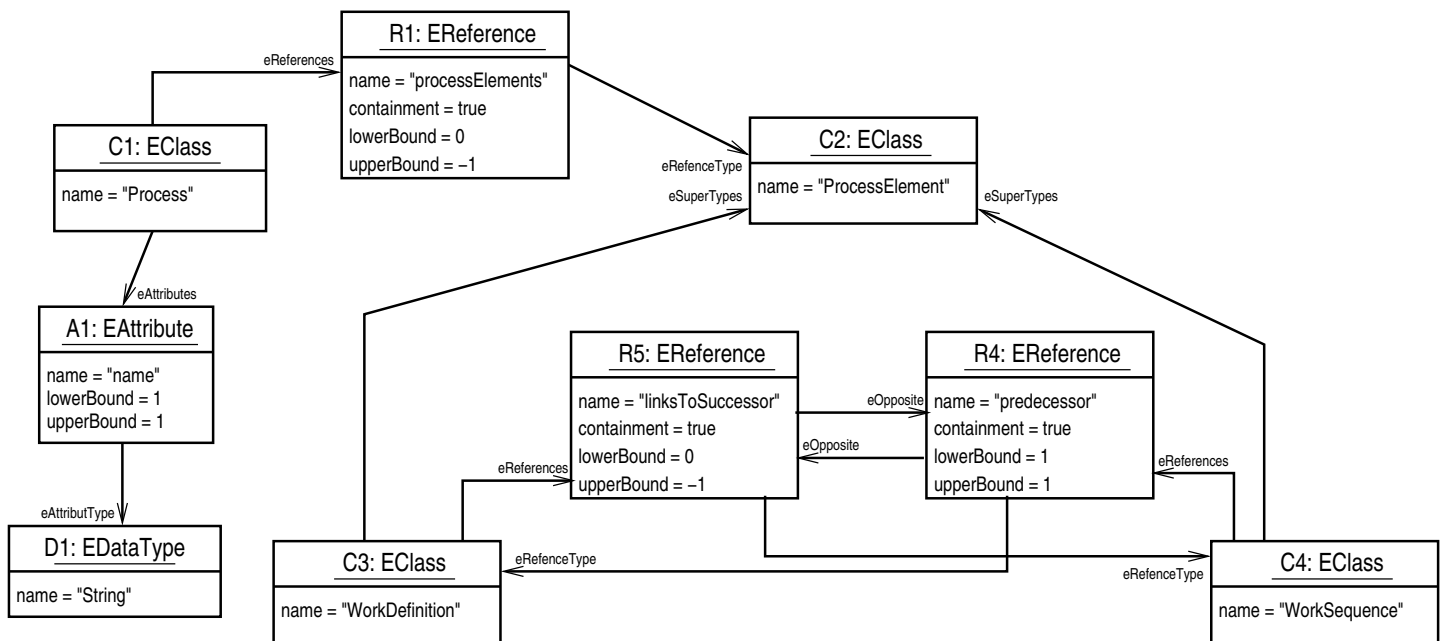 R1: EReference
eReferences
name = "processElements"
containment = true
lowerBound = 0
upperBound = −1
C1: EClass
name = "Process"
C2: EClass
eRefenceType
name = "ProcessElement"
eSuperTypes
eSuperTypes
eAttributes
A1: EAttribute
name = "name"
lowerBound = 1
upperBound = 1
R5: EReference
name = "linksToSuccessor"
containment = true
lowerBound = 0
upperBound = −1
R4: EReference
name = "predecessor"
containment = true
lowerBound = 1
upperBound = 1
eOpposite
eOpposite
eReferences
eReferences
eAttributType
D1: EDataType
name = "String"
C3: EClass
name = "WorkDefinition"
eRefenceType
eRefenceType
C4: EClass
name = "WorkSequence"